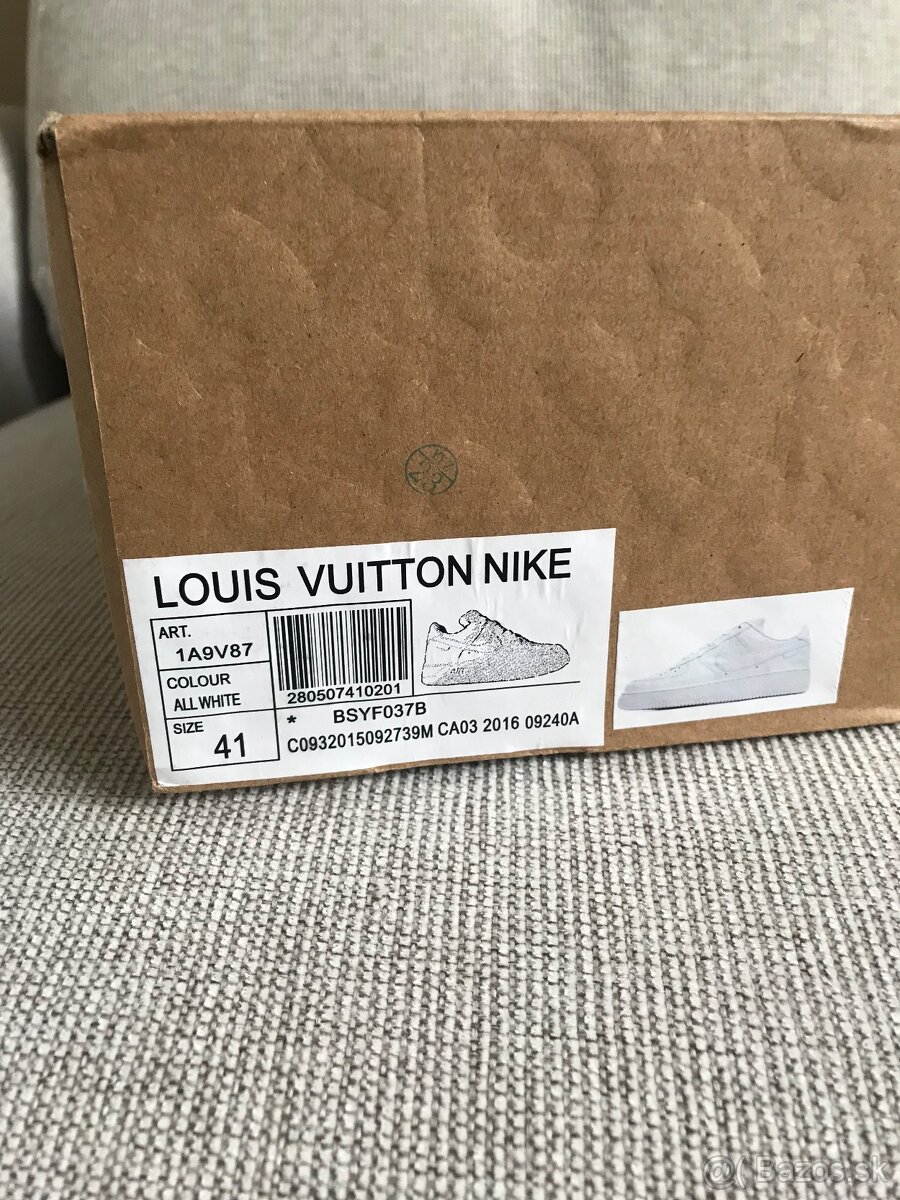 LOUIS VUITTON NIKE
ART.
1A9V87
COLOUR
ALL WHITE
SIZE
41
280507410201
* BSYF037B
C0932015092739M CA03 2016 09240A
@( Bazos.sk